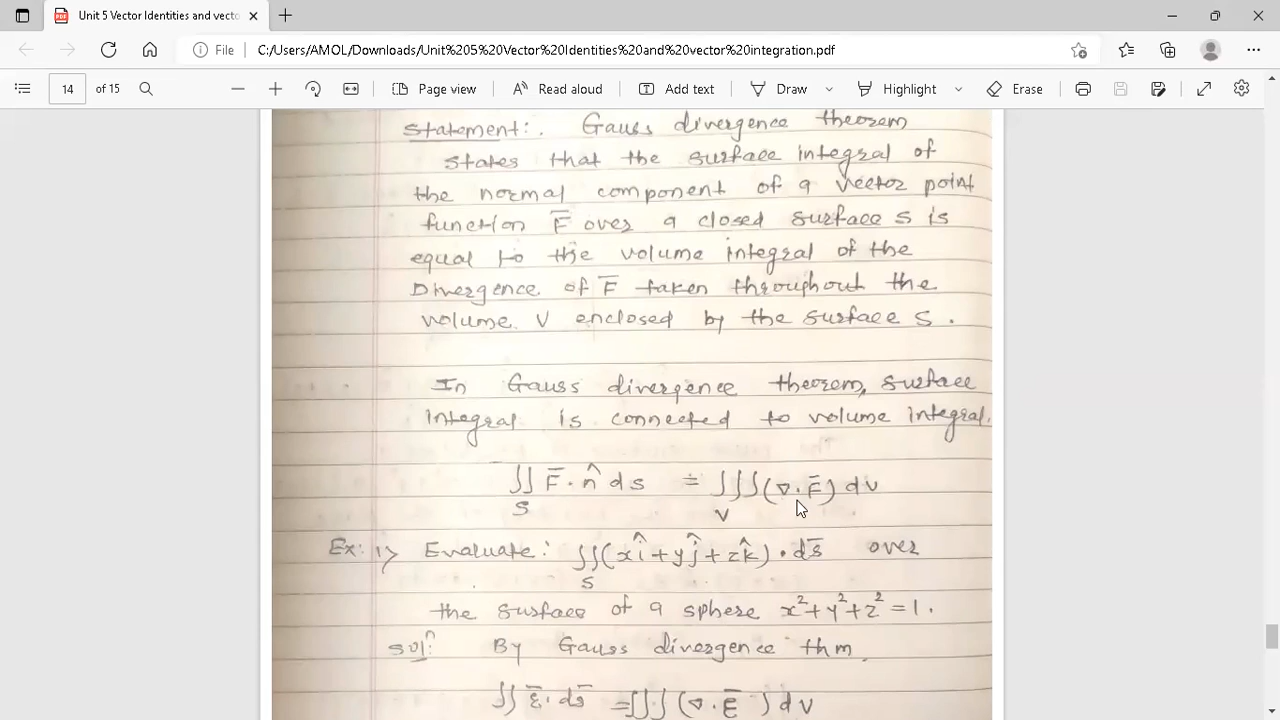 Unit 5 Vector Identities and vecto
File
C:/Users/AMOL/Downloads/Unit%205%20Vector%20Identities%20and%20vector%20integration.pdf
14 of 15
Page view
Read aloud
Add text
Draw
Highlight
Erase
Statement:. Gauss divergence theorem
states that the surface integral of
the normal component of a vector point
function F̅ over a closed surface S is
equal to the volume integral of the
Divergence of F̅ taken throughout the
volume V enclosed by the surface S.
In Gauss divergence theorem, surface
integral is connected to volume integral.
∬_S F̅ · n̂ ds = ∭_V (∇ · F̅) dv
Ex: 1> Evaluate: ∬_S (xî + yĵ + zk̂) · ds̅ over
the surface of a sphere x² + y² + z² = 1.
solⁿ: By Gauss divergence thm.
∬ F̅ · ds̅ = ∭ (∇ · F̅) dv